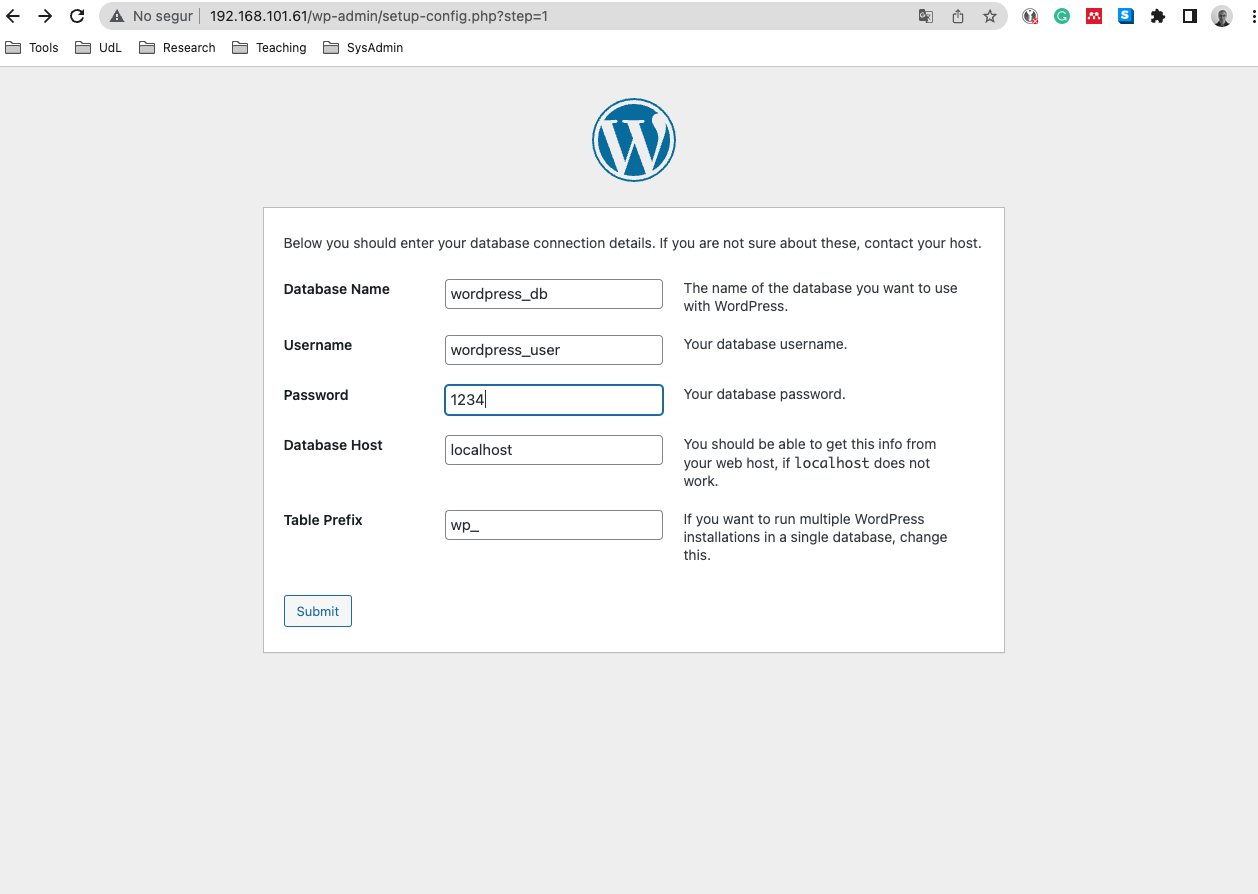 No segur 192.168.101.61/wp-admin/setup-config.php?step=1
Tools UdL Research Teaching SysAdmin
Below you should enter your database connection details. If you are not sure about these, contact your host.
Database Name wordpress_db The name of the database you want to use
with WordPress.
Username wordpress_user Your database username.
Password 1234 Your database password.
Database Host localhost You should be able to get this info from
your web host, if localhost does not
work.
Table Prefix wp_ If you want to run multiple WordPress
installations in a single database, change
this.
Submit